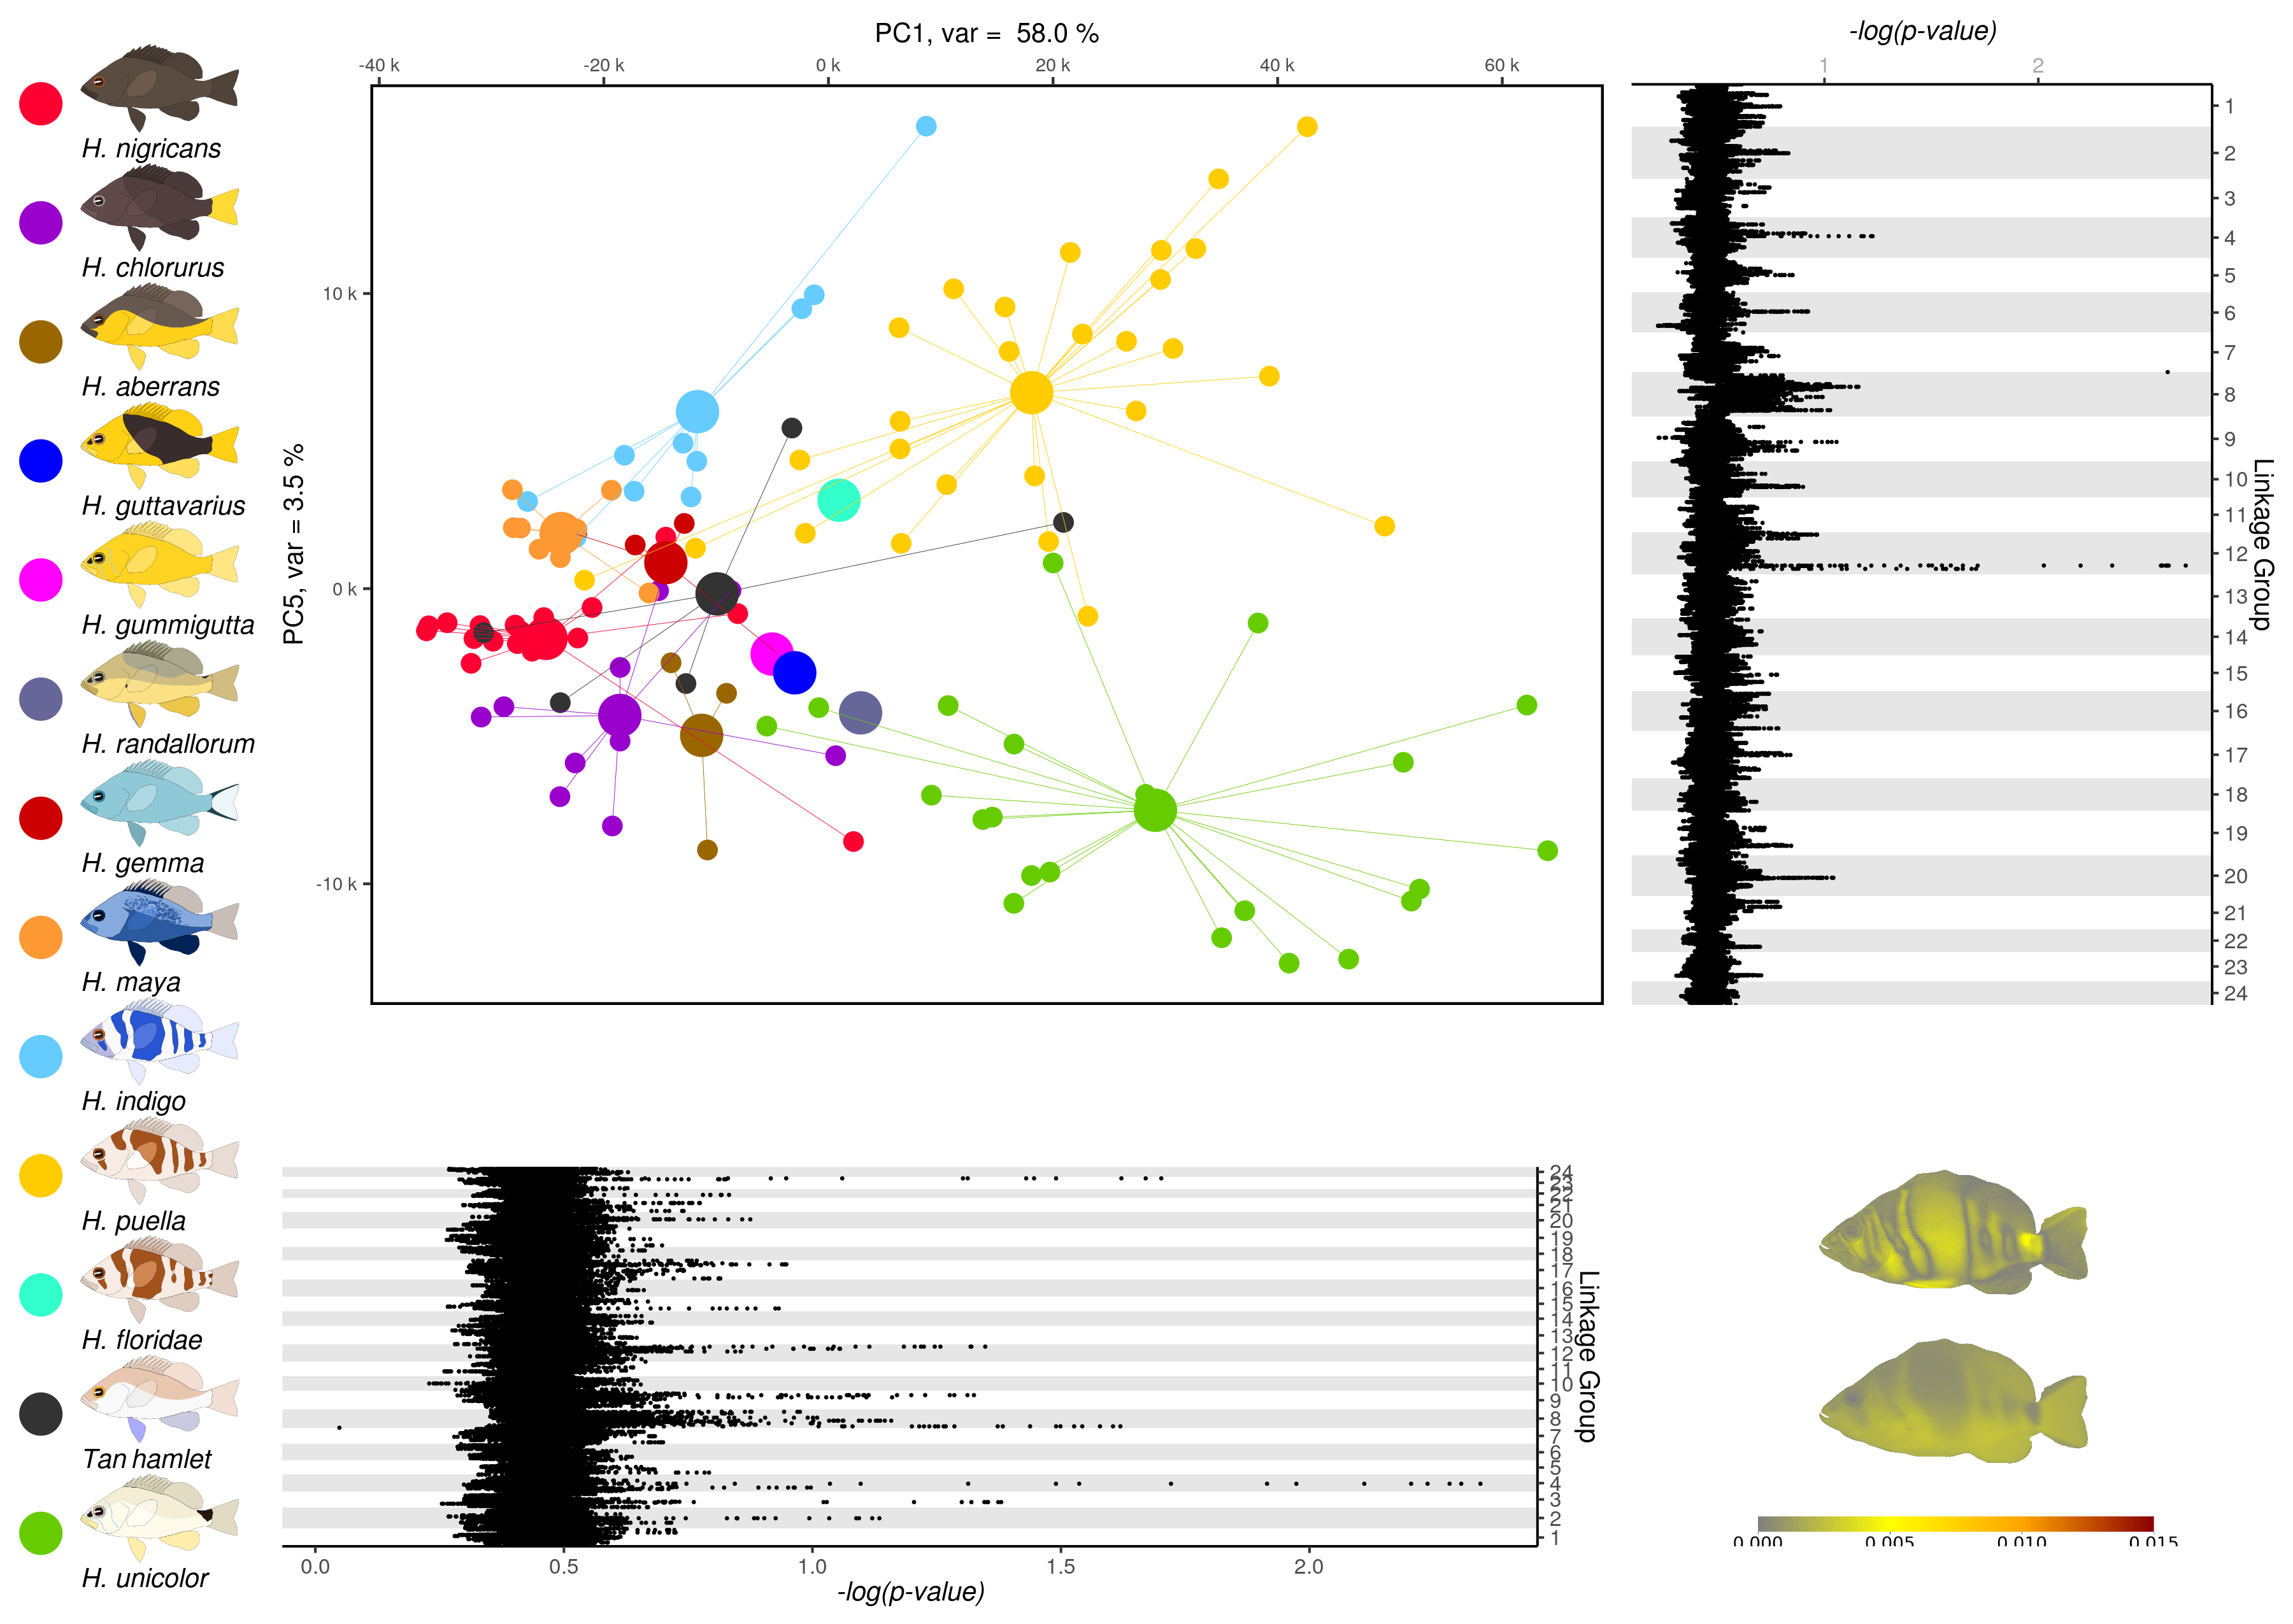 PC1, var =  58.0 %
-40 k
-20 k
0 k
20 k
40 k
60 k
-log(p-value)
1
2
H. nigricans
H. chlorurus
H. aberrans
H. guttavarius
H. gummigutta
H. randallorum
H. gemma
H. maya
H. indigo
H. puella
H. floridae
Tan hamlet
H. unicolor
PC5, var = 3.5 %
10 k
0 k
-10 k
1
2
3
4
5
6
7
8
9
10
11
12
13
14
15
16
17
18
19
20
21
22
23
24
Linkage Group
24
23
22
21
20
19
18
17
16
15
14
13
12
11
10
9
8
7
6
5
4
3
2
1
Linkage Group
0.0
0.5
1.0
1.5
2.0
-log(p-value)
0.000
0.005
0.010
0.015